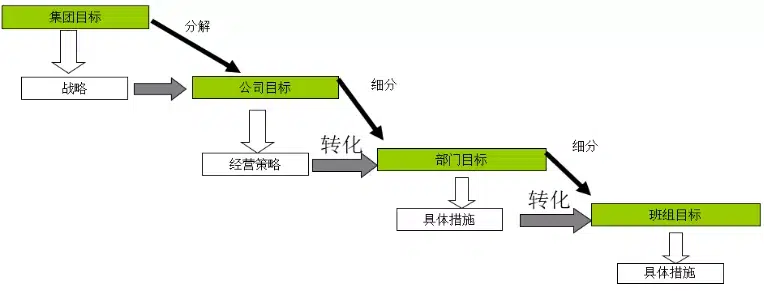 集团目标
分解
战略
公司目标
细分
经营策略
转化
部门目标
细分
具体措施
转化
班组目标
具体措施